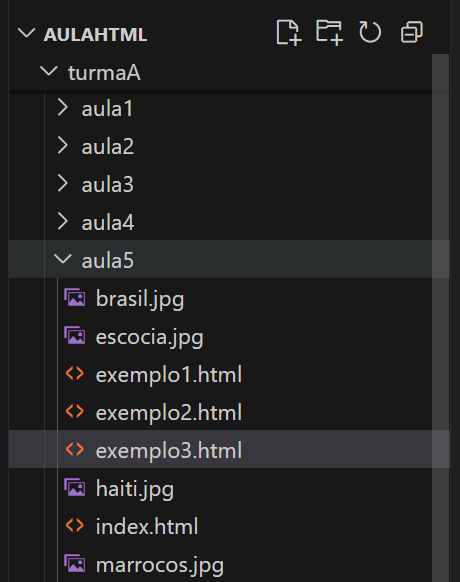 AULAHTML
turmaA
aula1
aula2
aula3
aula4
aula5
brasil.jpg
escocia.jpg
exemplo1.html
exemplo2.html
exemplo3.html
haiti.jpg
index.html
marrocos.jpg